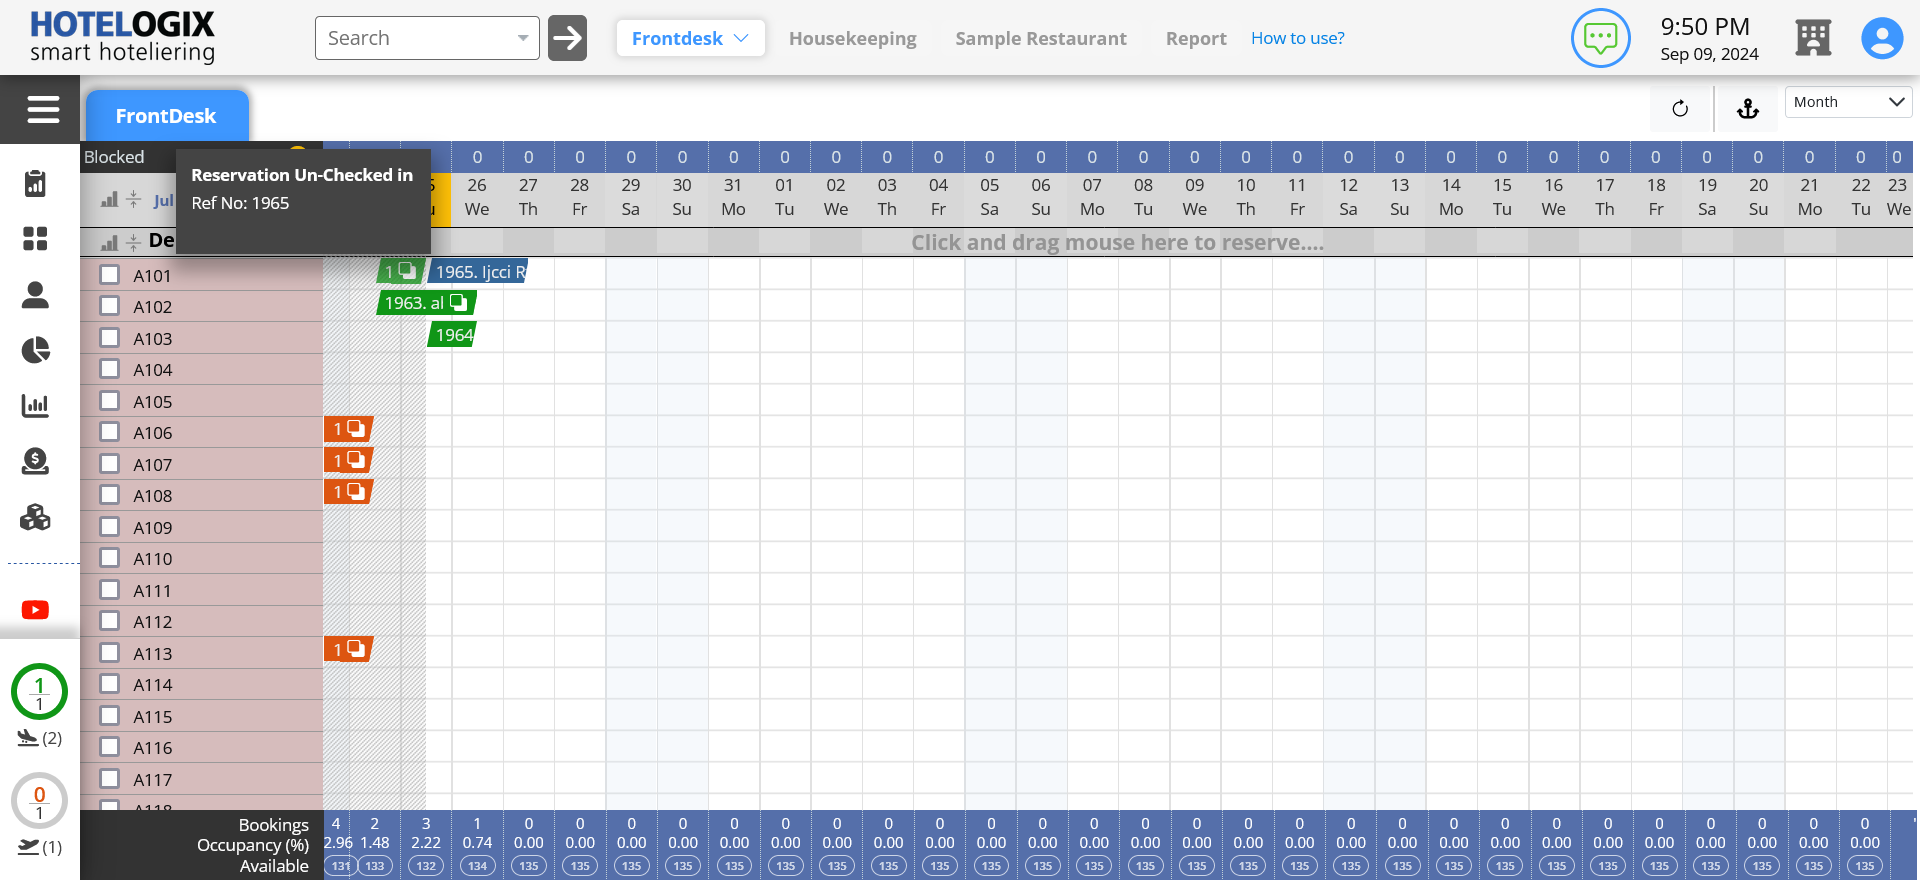 HOTELOGIX
smart hoteliering
Search
Frontdesk
Housekeeping
Sample Restaurant
Report
How to use?
9:50 PM
Sep 09, 2024
FrontDesk
Month
Blocked
0 0 0 0 0 0 0 0 0 0 0 0 0 0 0 0 0 0 0 0 0 0 0 0 0 0 0 0 0
Reservation Un-Checked in
Ref No: 1965
Jul
5 26 27 28 29 30 31 01 02 03 04 05 06 07 08 09 10 11 12 13 14 15 16 17 18 19 20 21 22 23
u We Th Fr Sa Su Mo Tu We Th Fr Sa Su Mo Tu We Th Fr Sa Su Mo Tu We Th Fr Sa Su Mo Tu We
De
Click and drag mouse here to reserve....
A101
1
1965. Ijcci R
A102
1963. al
A103
1964
A104
A105
A106
1
A107
1
A108
1
A109
A110
A111
A112
A113
1
A114
A115
A116
A117
A118
1
1
(2)
0
1
(1)
Bookings 4 2 3 1 0 0 0 0 0 0 0 0 0 0 0 0 0 0 0 0 0 0 0 0 0 0 0 0 0 0 0
Occupancy (%) 2.96 1.48 2.22 0.74 0.00 0.00 0.00 0.00 0.00 0.00 0.00 0.00 0.00 0.00 0.00 0.00 0.00 0.00 0.00 0.00 0.00 0.00 0.00 0.00 0.00 0.00 0.00 0.00 0.00 0.00 0.00
Available 131 133 132 134 135 135 135 135 135 135 135 135 135 135 135 135 135 135 135 135 135 135 135 135 135 135 135 135 135 135 135